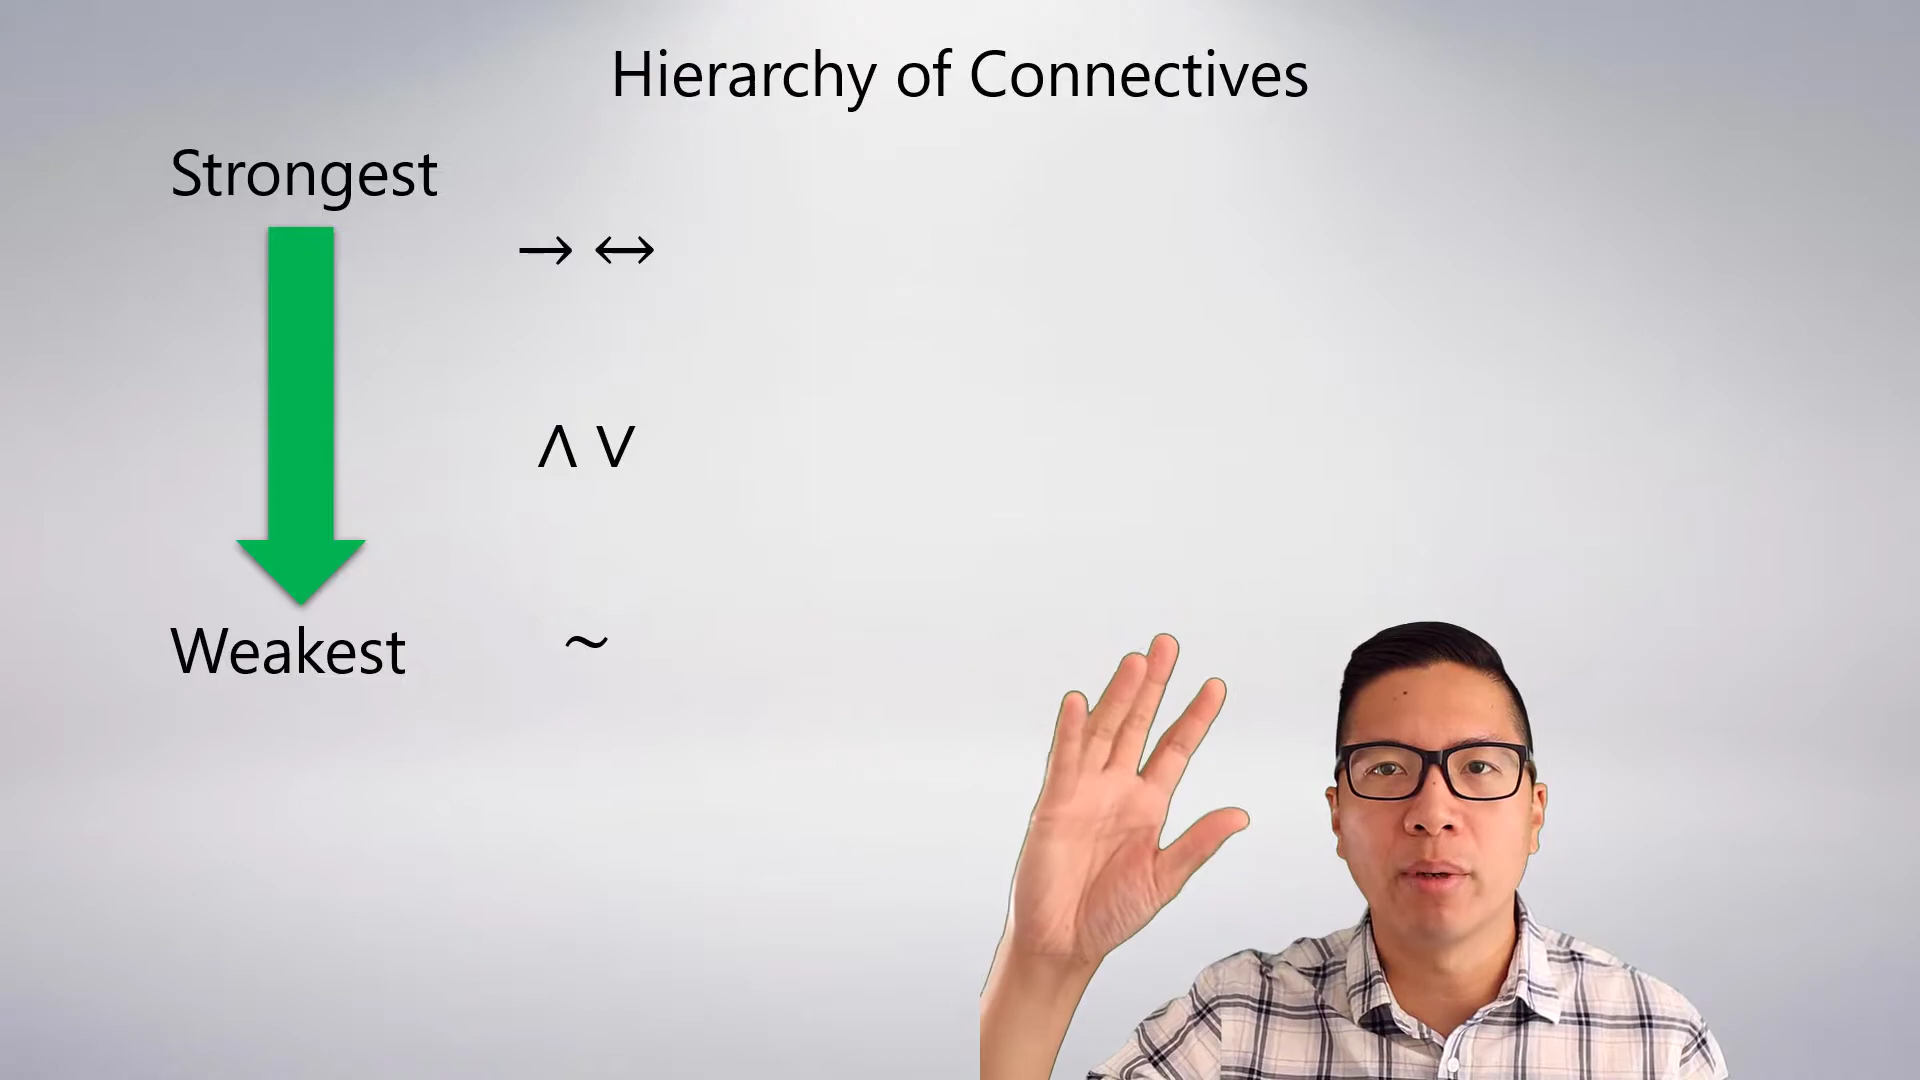 Hierarchy of Connectives
Strongest
→ ↔
∧ ∨
Weakest ~